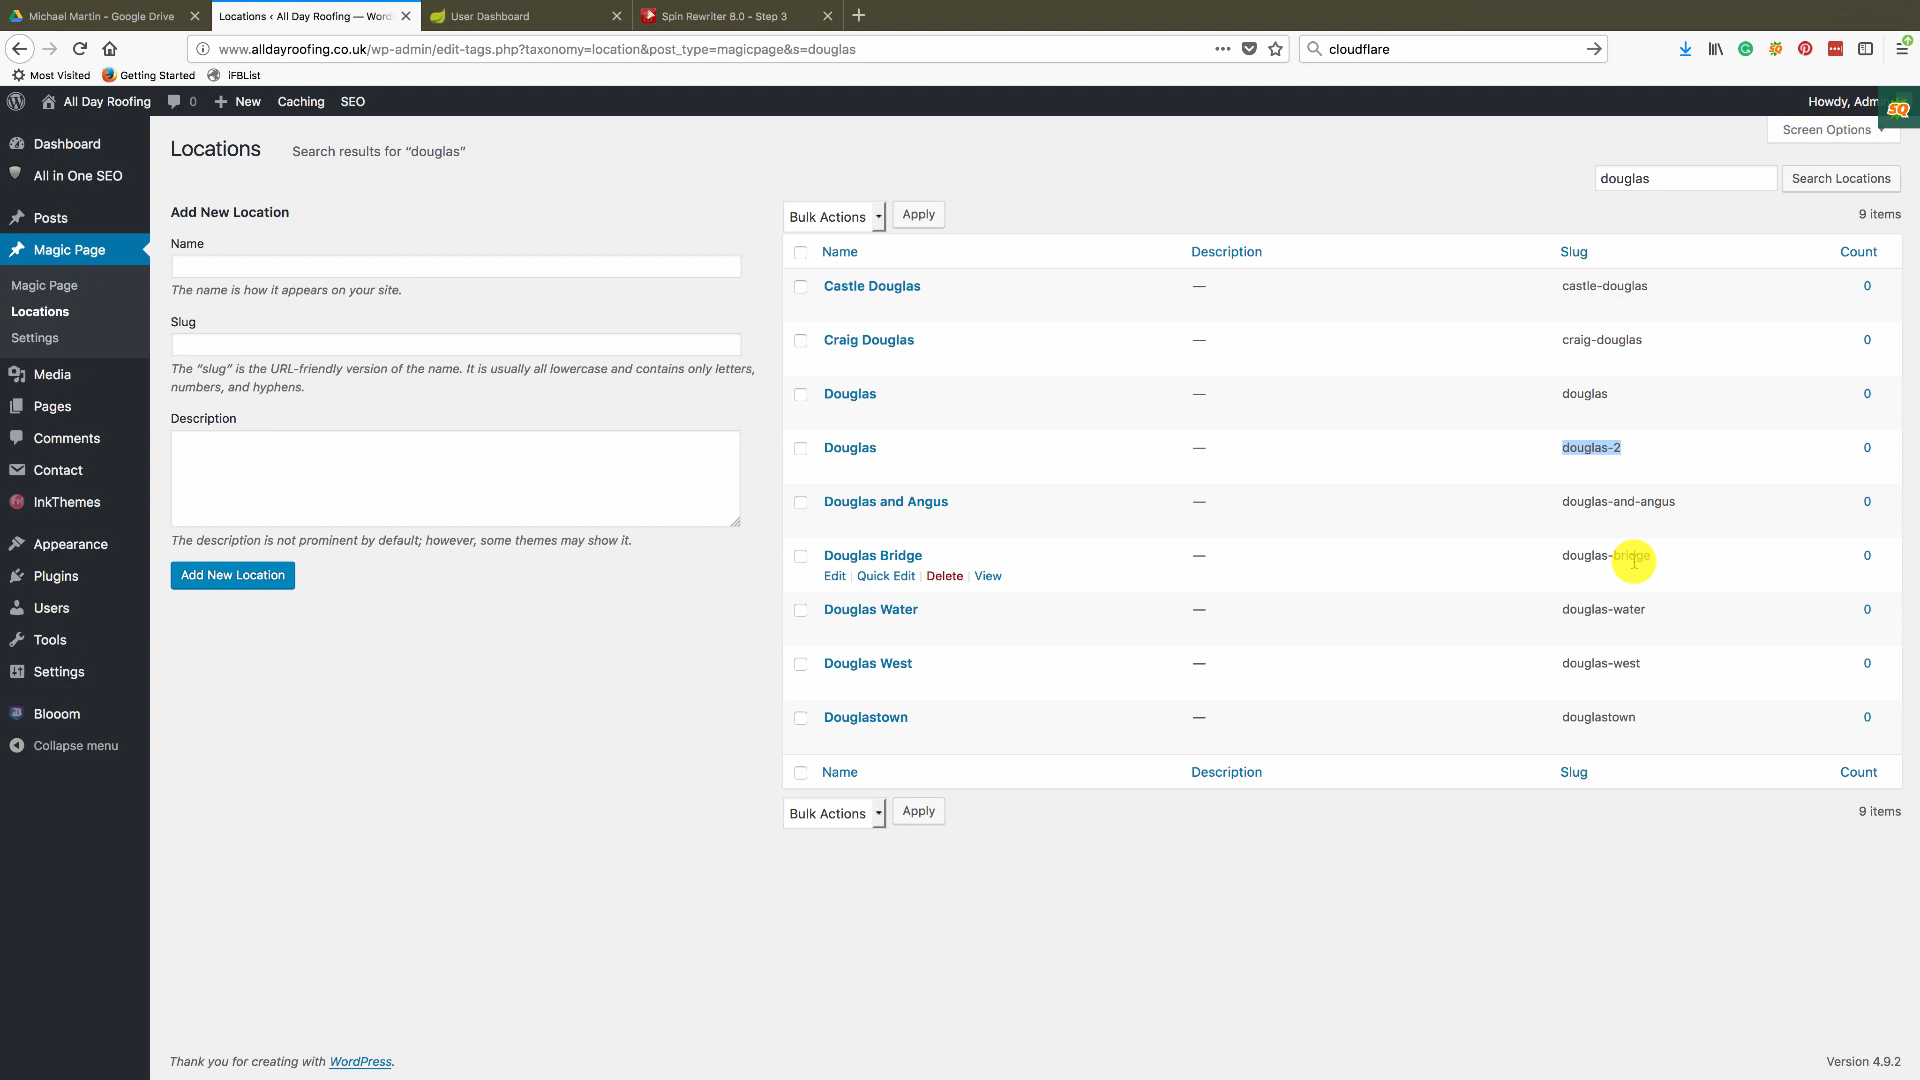 Michael Martin - Google Drive
Locations ‹ All Day Roofing — Word
User Dashboard
Spin Rewriter 8.0 - Step 3
www.alldayroofing.co.uk/wp-admin/edit-tags.php?taxonomy=location&post_type=magicpage&s=douglas
cloudflare
Most Visited
Getting Started
iFBList
All Day Roofing
0
New
Caching
SEO
Howdy, Adm
SQ
Dashboard
All in One SEO
Posts
Magic Page
Magic Page
Locations
Settings
Media
Pages
Comments
Contact
InkThemes
Appearance
Plugins
Users
Tools
Settings
Blooom
Collapse menu
Screen Options
Locations
Search results for “douglas”
douglas
Search Locations
Add New Location
Name
The name is how it appears on your site.
Slug
The “slug” is the URL-friendly version of the name. It is usually all lowercase and contains only letters,
numbers, and hyphens.
Description
The description is not prominent by default; however, some themes may show it.
Add New Location
Bulk Actions
Apply
9 items
Name Description Slug Count
Castle Douglas — castle-douglas 0
Craig Douglas — craig-douglas 0
Douglas — douglas 0
Douglas — douglas-2 0
Douglas and Angus — douglas-and-angus 0
Douglas Bridge — douglas-bridge 0
Edit | Quick Edit | Delete | View
Douglas Water — douglas-water 0
Douglas West — douglas-west 0
Douglastown — douglastown 0
Name Description Slug Count
Bulk Actions
Apply
9 items
Thank you for creating with WordPress.
Version 4.9.2